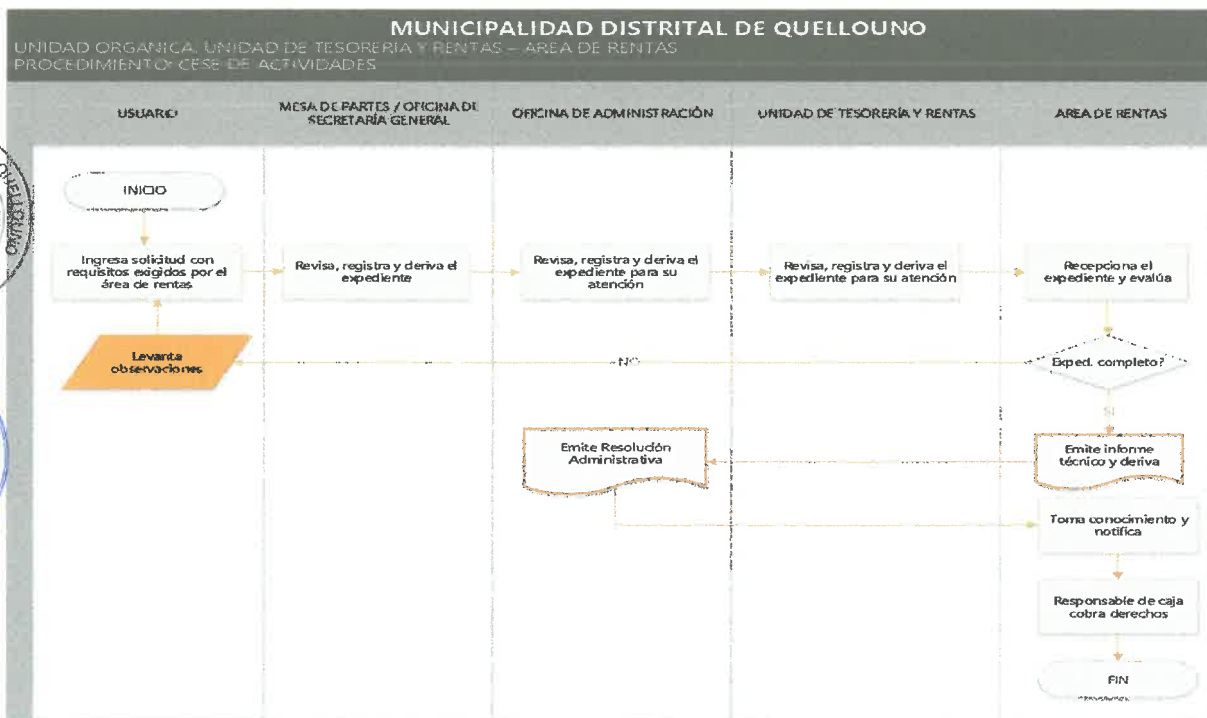 MUNICIPALIDAD DISTRITAL DE QUELLOUNO
UNIDAD ORGANICA: UNIDAD DE TESORERIA Y RENTAS – AREA DE RENTAS
PROCEDIMIENTO: CESE DE ACTIVIDADES
USUARIO
MESA DE PARTES / OFICINA DE
SECRETARÍA GENERAL
OFICINA DE ADMINISTRACIÓN
UNIDAD DE TESORERÍA Y RENTAS
AREA DE RENTAS
INICIO
Ingresa solicitud con
requisitos exigidos por el
área de rentas
Revisa, registra y deriva el
expediente
Revisa, registra y deriva el
expediente para su
atención
Revisa, registra y deriva el
expediente para su atención
Recepciona el
expediente y evalúa
Levanta
observaciones
NO
Exped. completo?
SI
Emite Resolución
Administrativa
Emite informe
técnico y deriva
Toma conocimiento y
notifica
Responsable de caja
cobra derechos
FIN
QUELLOUNO